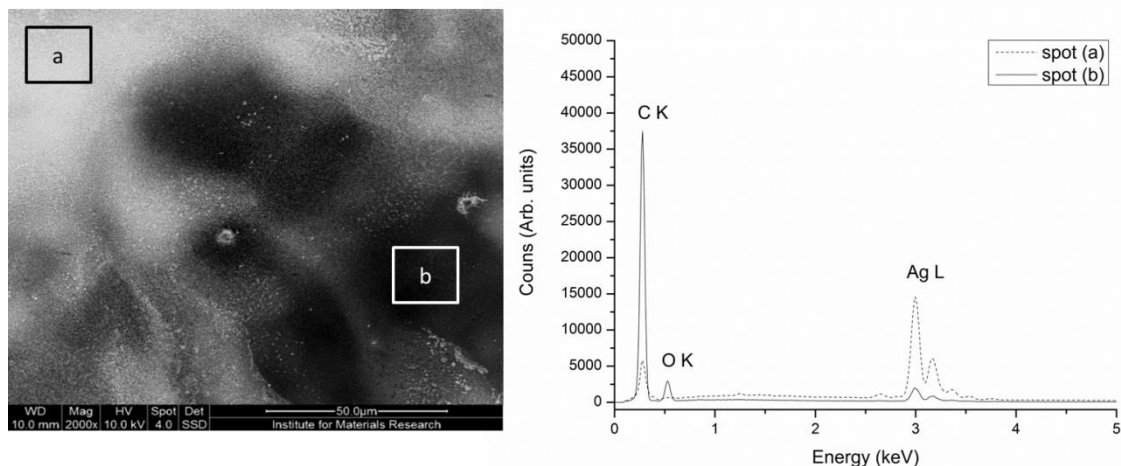 a
b
WD Mag HV Spot Det
10.0 mm 2000x 10.0 kV 4.0 SSD
50.0μm
Institute for Materials Research
50000
45000
40000
35000
30000
25000
20000
15000
10000
5000
0
Couns (Arb. units)
spot (a)
spot (b)
C K
O K
Ag L
0 1 2 3 4 5
Energy (keV)